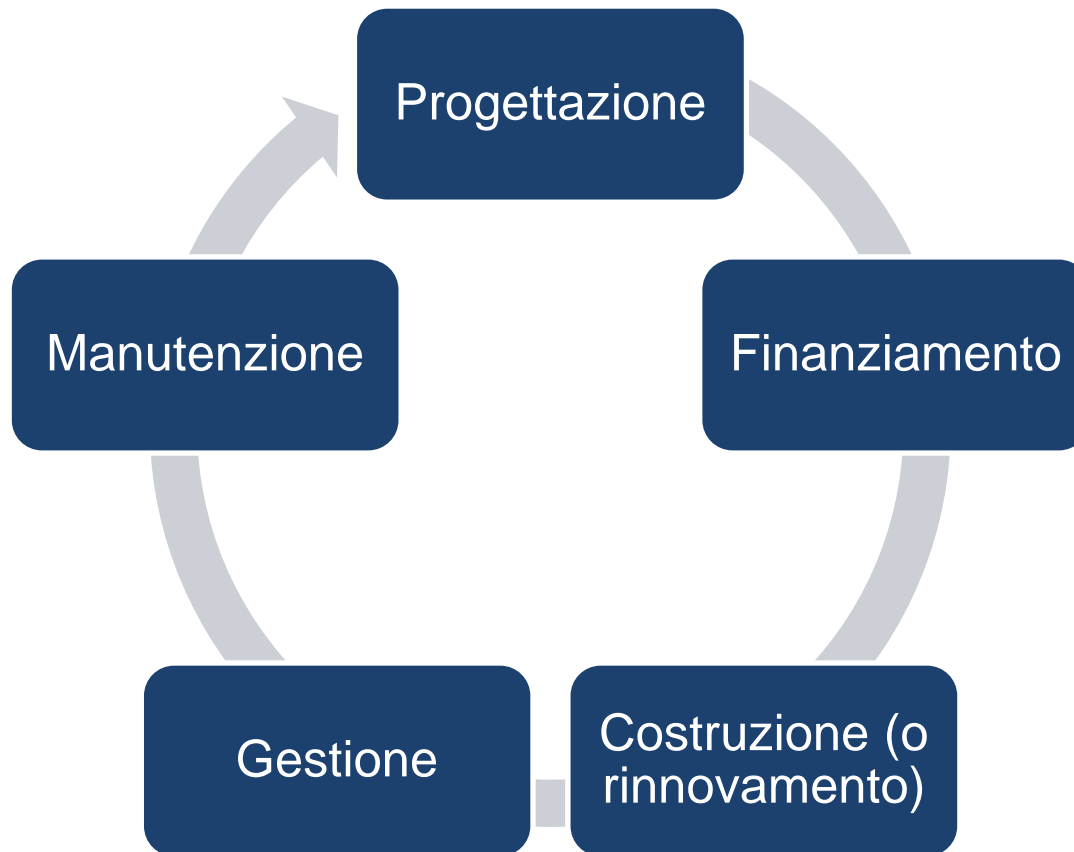 Progettazione
Finanziamento
Costruzione (o
rinnovamento)
Gestione
Manutenzione